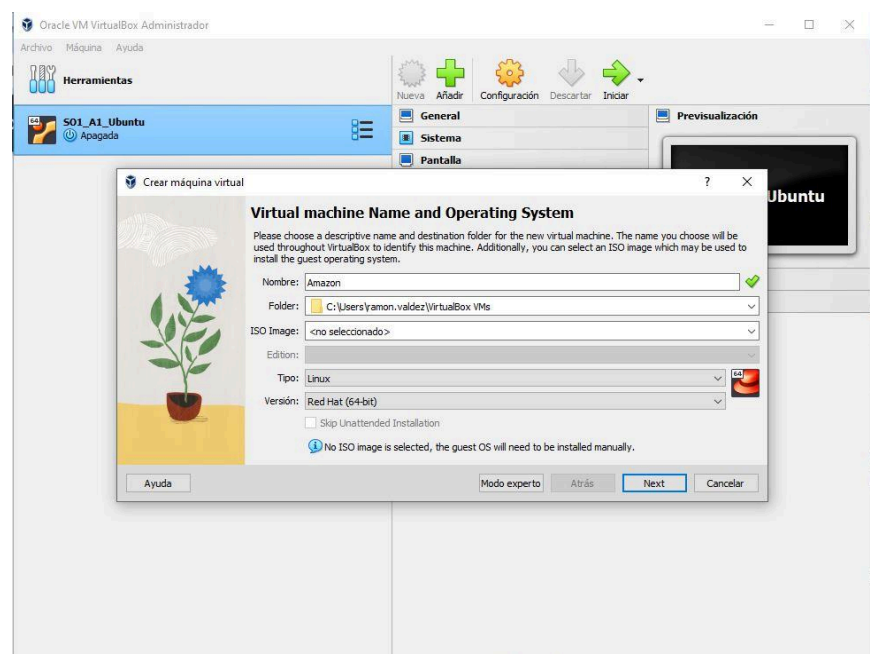 Oracle VM VirtualBox Administrador
Archivo Máquina Ayuda
Herramientas
Nueva Añadir Configuración Descartar Iniciar
64
S01_A1_Ubuntu
Apagada
General
Sistema
Pantalla
Previsualización
Ubuntu
Crear máquina virtual ?
Virtual machine Name and Operating System
Please choose a descriptive name and destination folder for the new virtual machine. The name you choose will be
used throughout VirtualBox to identify this machine. Additionally, you can select an ISO image which may be used to
install the guest operating system.
Nombre: Amazon
Folder: C:\Users\ramon.valdez\VirtualBox VMs
ISO Image: <no seleccionado>
Edition:
Tipo: Linux
64
Versión: Red Hat (64-bit)
Skip Unattended Installation
No ISO image is selected, the guest OS will need to be installed manually.
Ayuda Modo experto Atrás Next Cancelar